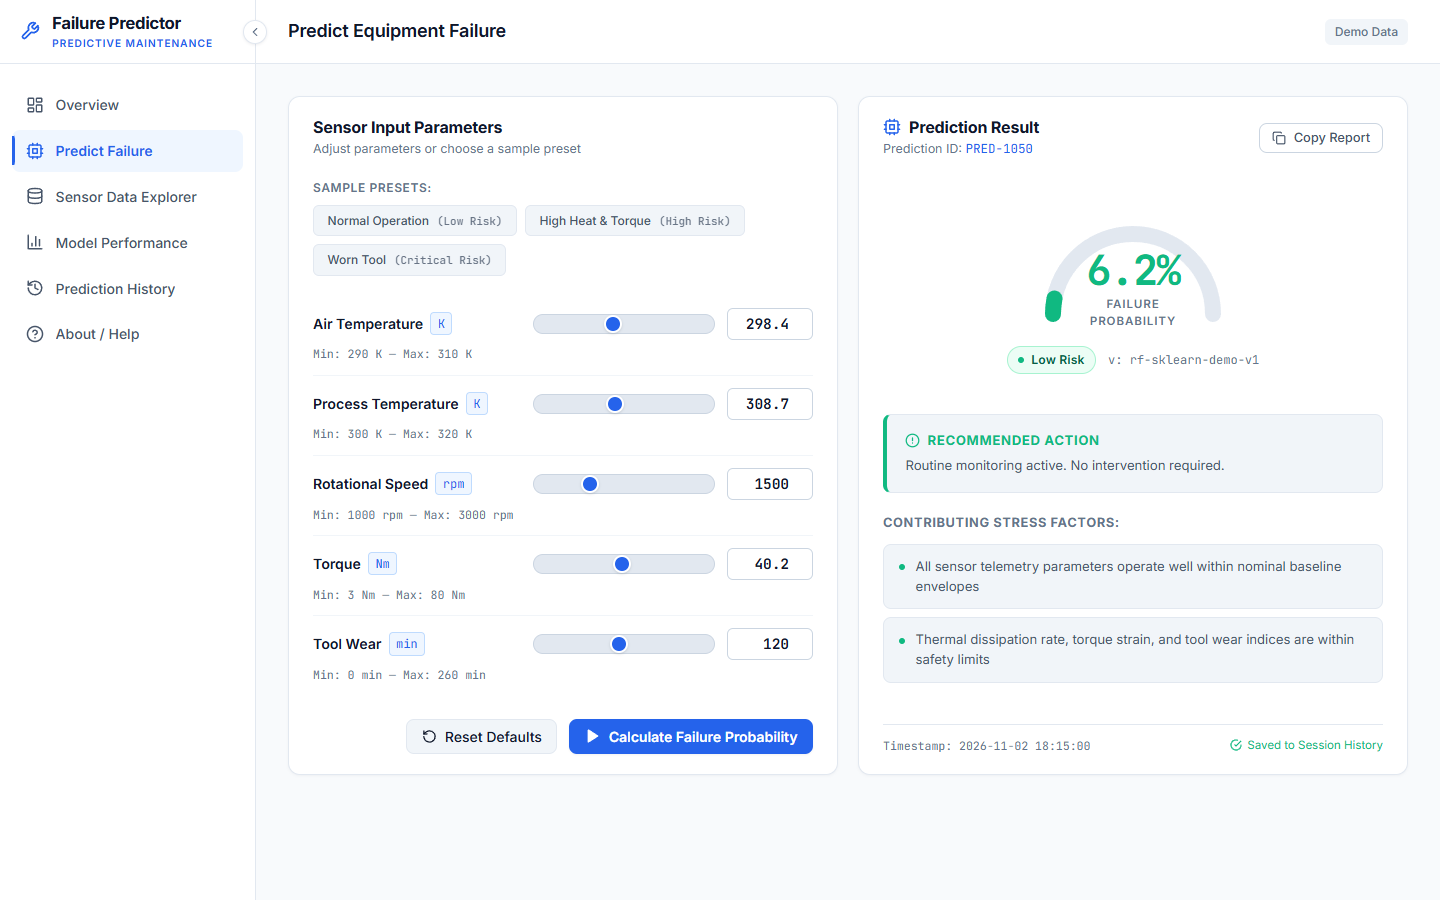 Failure Predictor
PREDICTIVE MAINTENANCE
Predict Equipment Failure
Demo Data
Overview
Predict Failure
Sensor Data Explorer
Model Performance
Prediction History
About / Help
Sensor Input Parameters
Adjust parameters or choose a sample preset
SAMPLE PRESETS:
Normal Operation (Low Risk)
High Heat & Torque (High Risk)
Worn Tool (Critical Risk)
Air Temperature K
298.4
Min: 290 K — Max: 310 K
Process Temperature K
308.7
Min: 300 K — Max: 320 K
Rotational Speed rpm
1500
Min: 1000 rpm — Max: 3000 rpm
Torque Nm
40.2
Min: 3 Nm — Max: 80 Nm
Tool Wear min
120
Min: 0 min — Max: 260 min
Reset Defaults
Calculate Failure Probability
Prediction Result
Prediction ID: PRED-1050
Copy Report
6.2%
FAILURE
PROBABILITY
Low Risk
v: rf-sklearn-demo-v1
RECOMMENDED ACTION
Routine monitoring active. No intervention required.
CONTRIBUTING STRESS FACTORS:
All sensor telemetry parameters operate well within nominal baseline
envelopes
Thermal dissipation rate, torque strain, and tool wear indices are within
safety limits
Timestamp: 2026-11-02 18:15:00
Saved to Session History